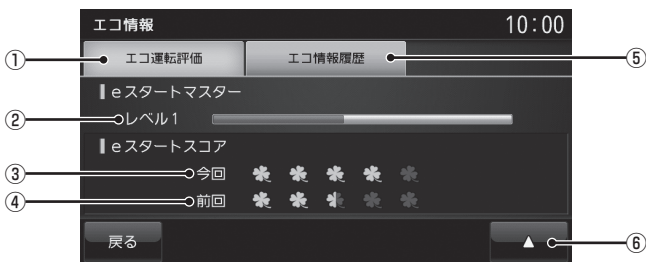 エコ情報 10:00
① エコ運転評価 エコ情報履歴 ⑤
eスタートマスター
② レベル1
eスタートスコア
③ 今回
④ 前回
戻る ▲ ⑥